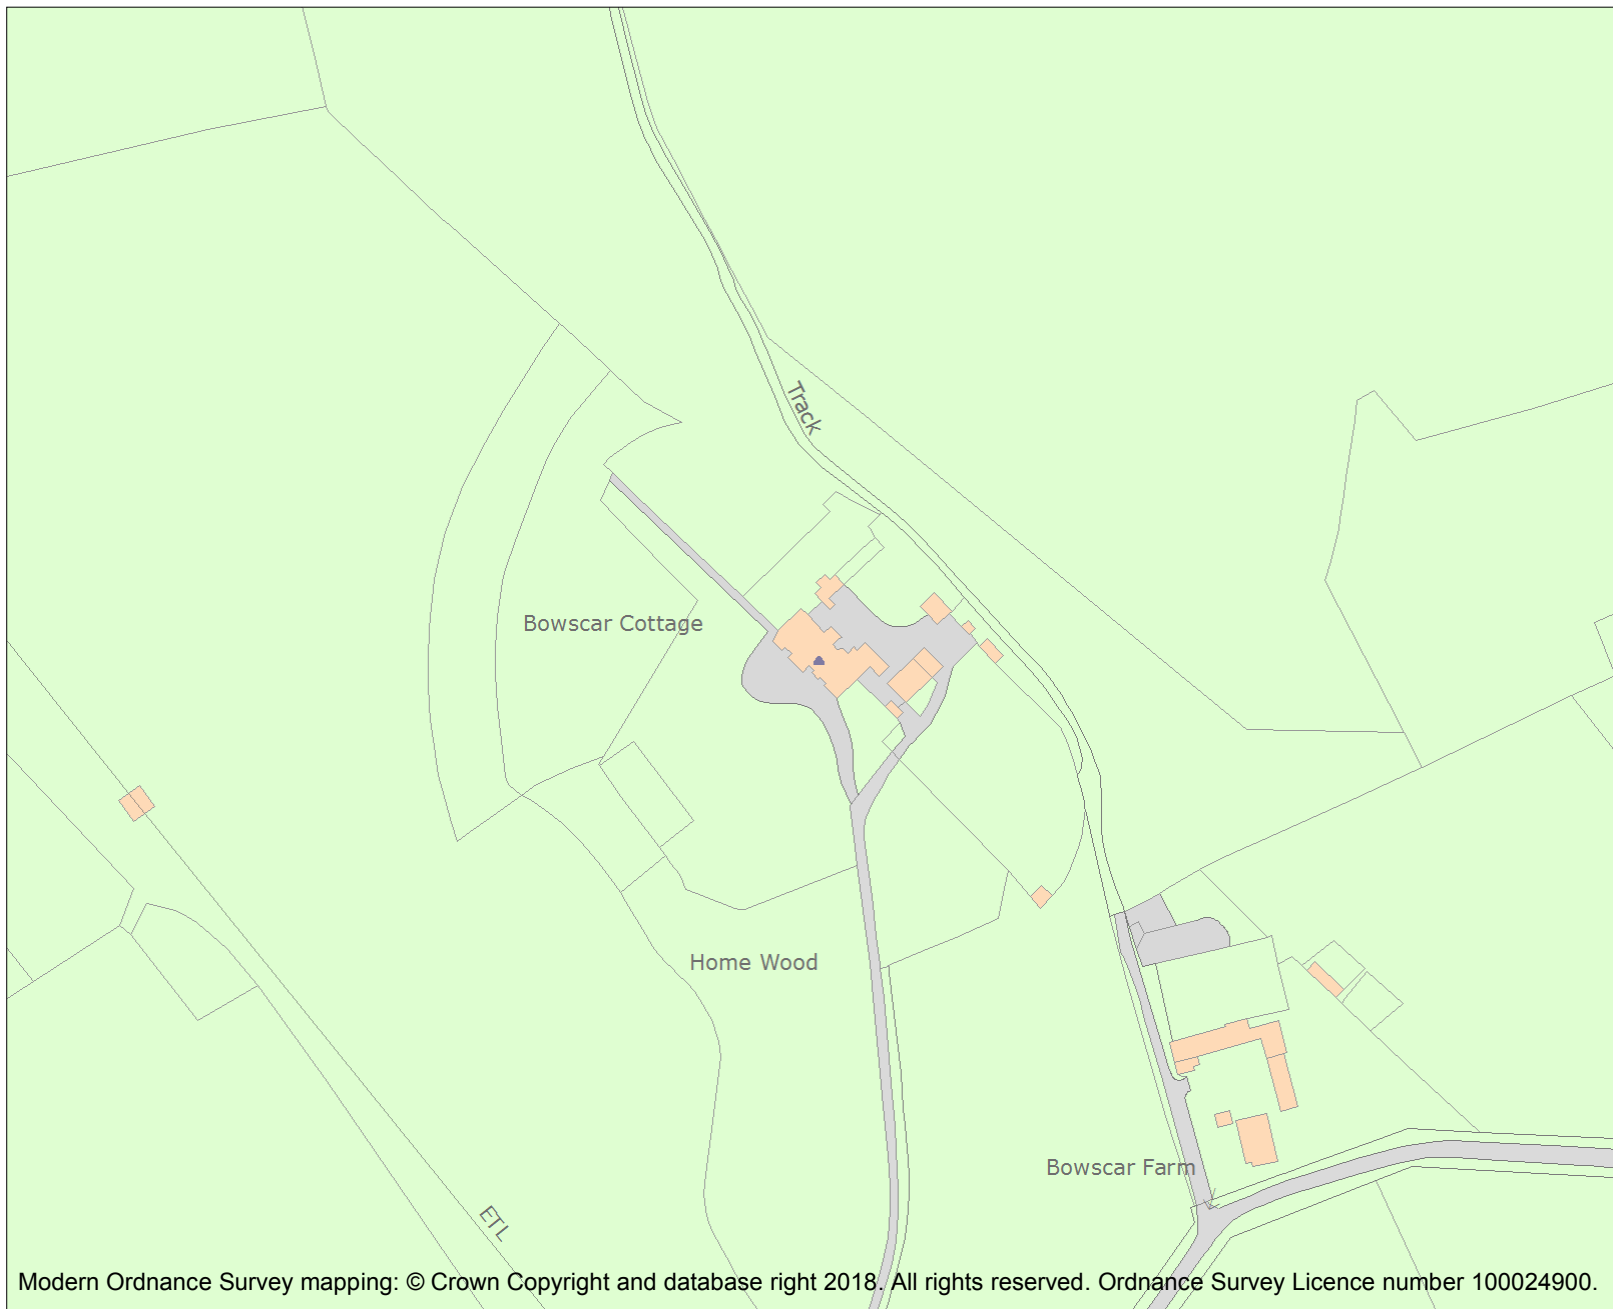 Track
Bowscar Cottage
Home Wood
Bowscar Farm
ETL
Modern Ordnance Survey mapping: © Crown Copyright and database right 2018. All rights reserved. Ordnance Survey Licence number 100024900.